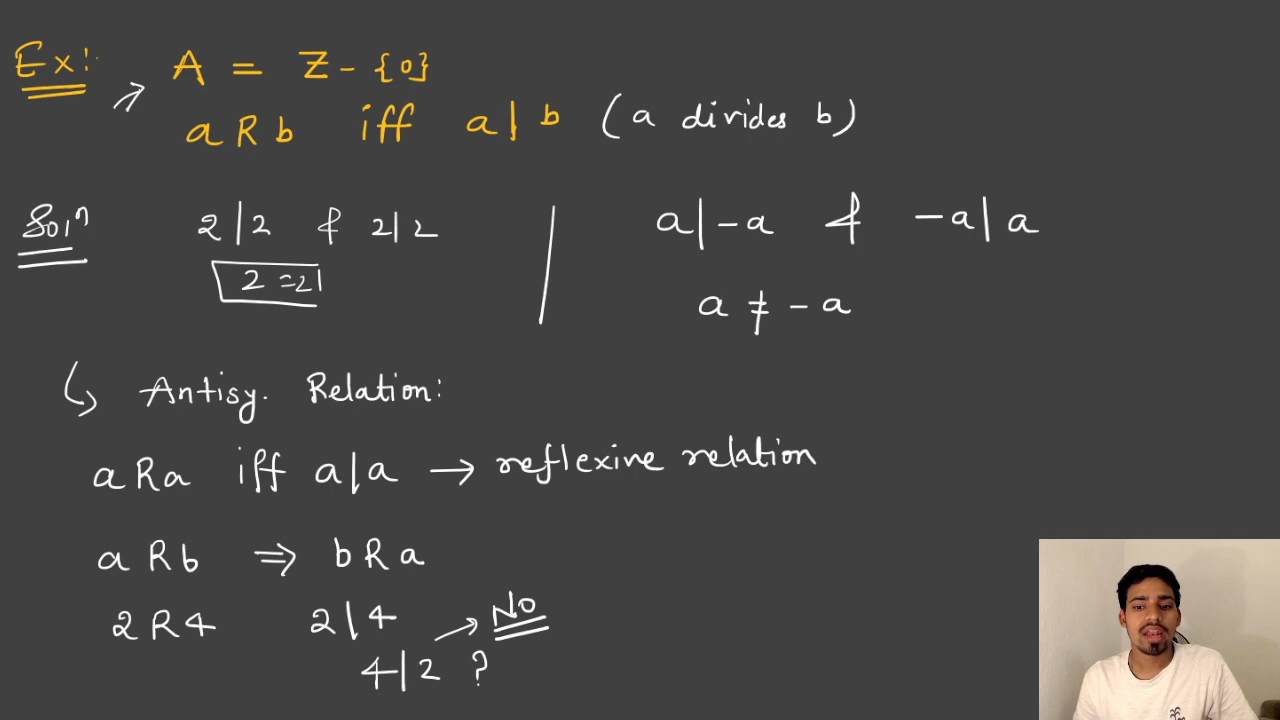 Ex:
A = Z - {0}
aRb iff a|b (a divides b)
Solⁿ
2|2 & 2|2
2 = 2
a|-a & -a|a
a ≠ -a
↳ Antisy. Relation:
aRa iff a|a → reflexive relation
aRb ⇒ bRa
2R4 2|4
4|2 ? → No